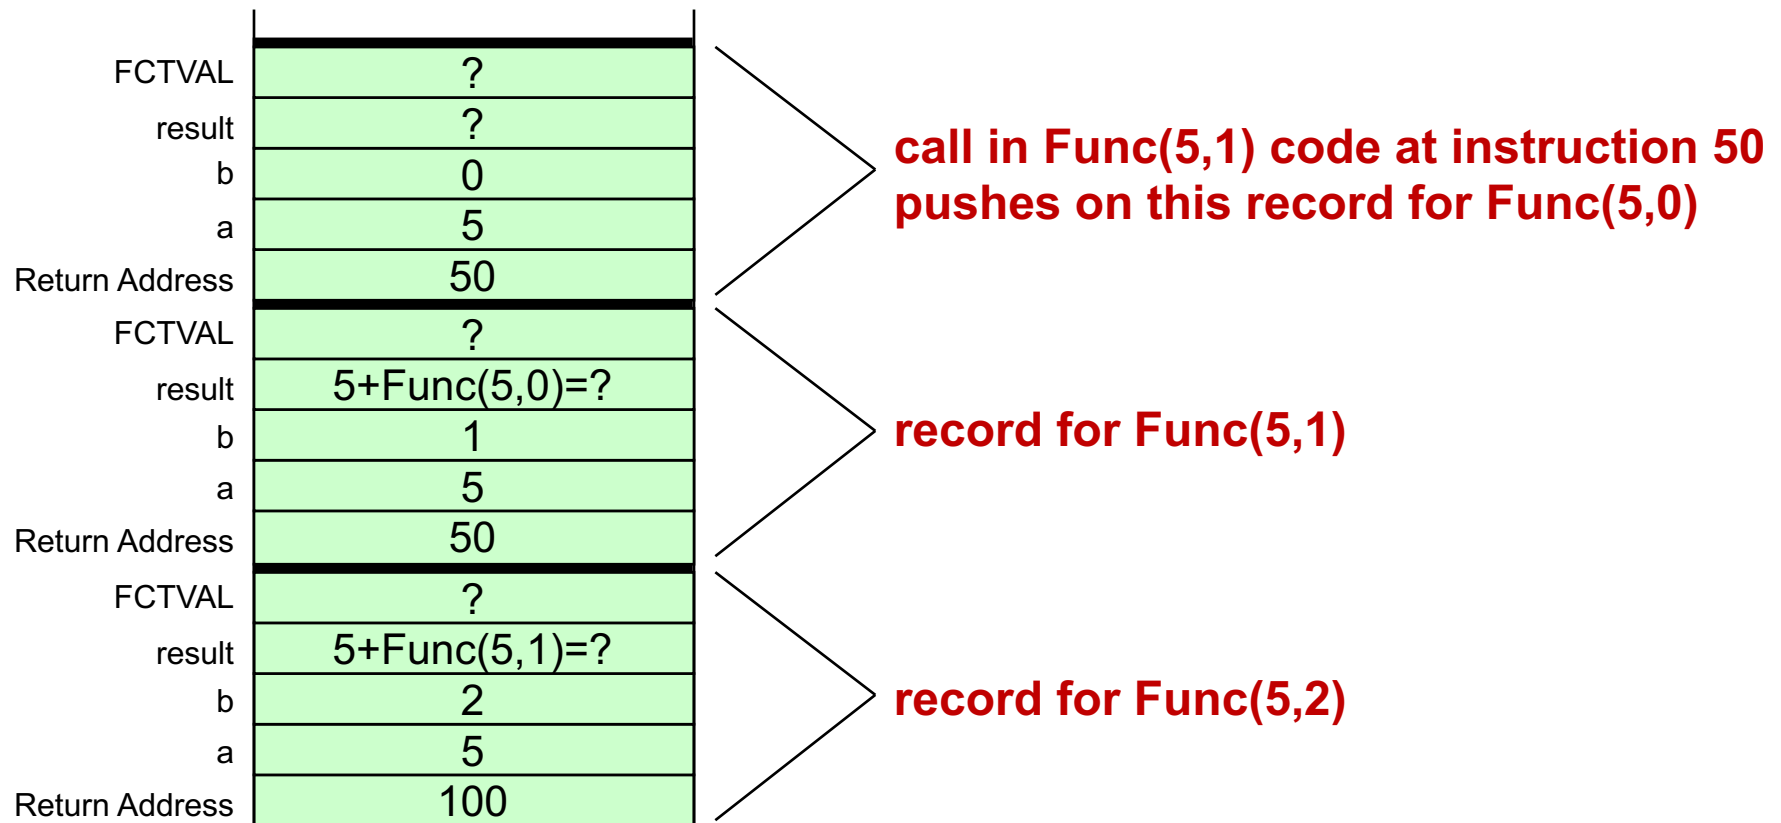 FCTVAL ?
result ?
b 0
a 5
Return Address 50
call in Func(5,1) code at instruction 50
pushes on this record for Func(5,0)
FCTVAL ?
result 5+Func(5,0)=?
b 1
a 5
Return Address 50
record for Func(5,1)
FCTVAL ?
result 5+Func(5,1)=?
b 2
a 5
Return Address 100
record for Func(5,2)